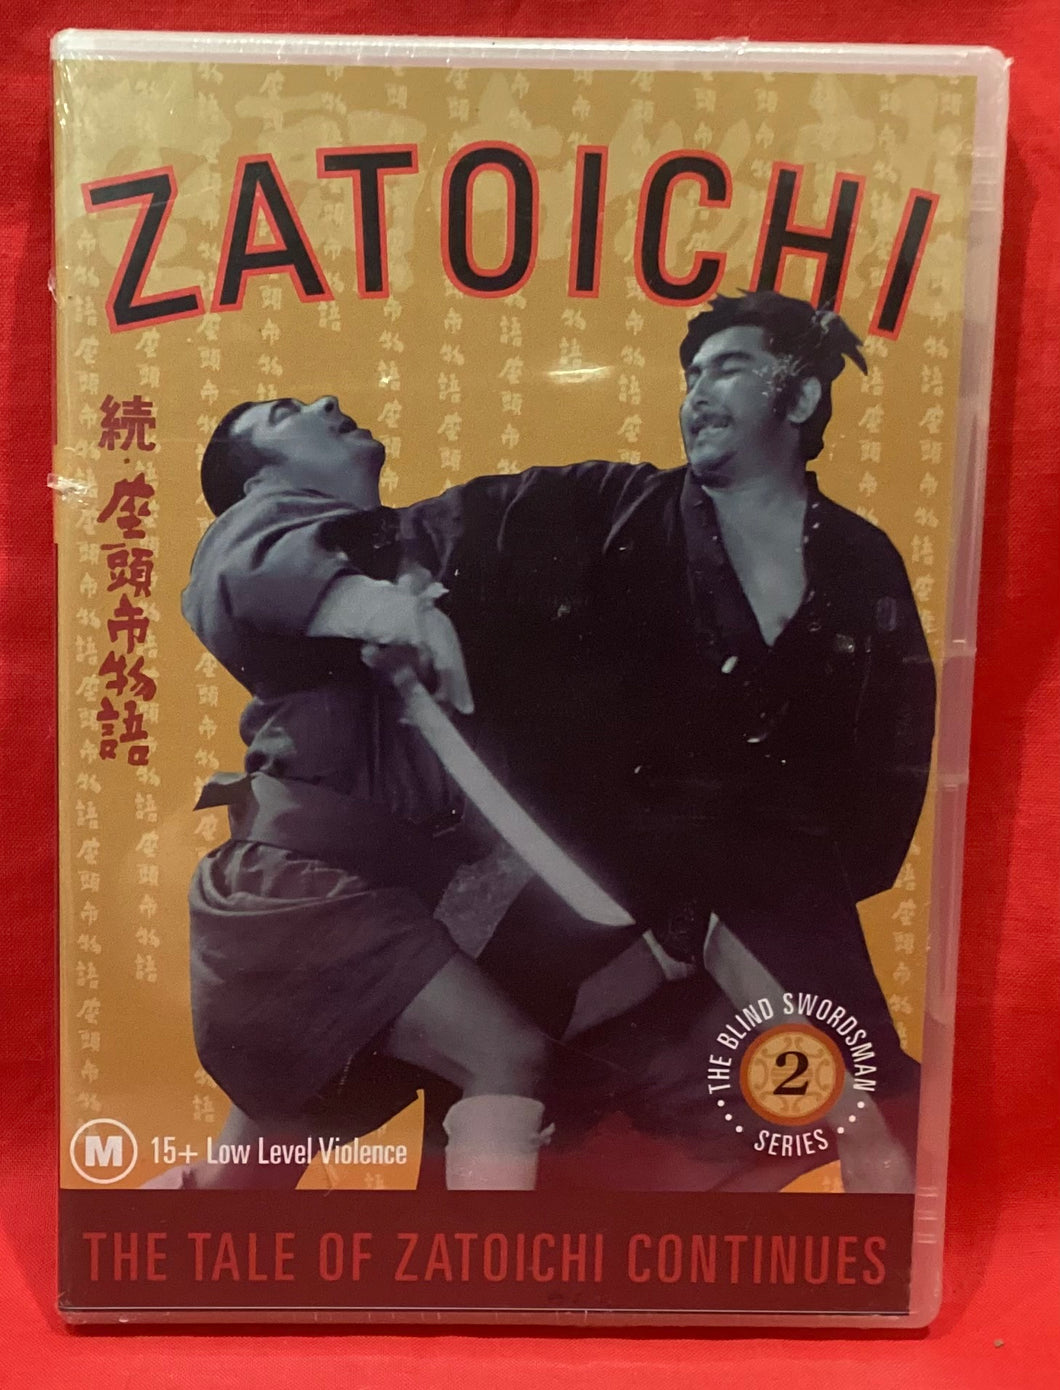 ZATOICHI
続・座頭市物語
THE BLIND SWORDSMAN
2
SERIES
M 15+ Low Level Violence
THE TALE OF ZATOICHI CONTINUES